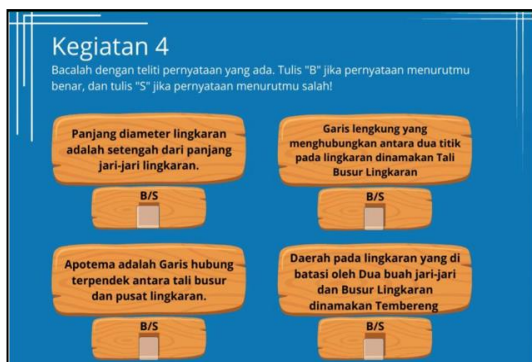 Kegiatan 4
Bacalah dengan teliti pernyataan yang ada. Tulis "B" jika pernyataan menurutmu
benar, dan tulis "S" jika pernyataan menurutmu salah!
Panjang diameter lingkaran
adalah setengah dari panjang
jari-jari lingkaran.
B/S
Garis lengkung yang
menghubungkan antara dua titik
pada lingkaran dinamakan Tali
Busur Lingkaran
B/S
Apotema adalah Garis hubung
terpendek antara tali busur
dan pusat lingkaran.
B/S
Daerah pada lingkaran yang di
batasi oleh Dua buah jari-jari
dan Busur Lingkaran
dinamakan Tembereng
B/S